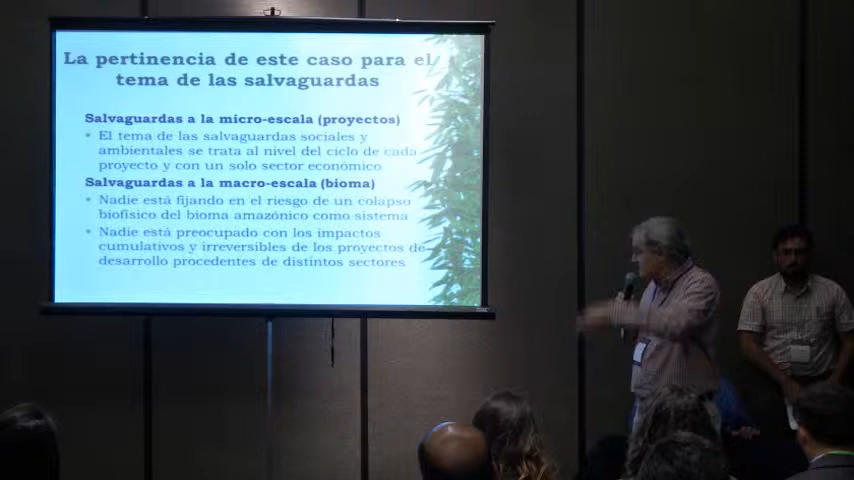 La pertinencia de este caso para el
tema de las salvaguardas
Salvaguardas a la micro-escala (proyectos)
• El tema de las salvaguardas sociales y
ambientales se trata al nivel del ciclo de cada
proyecto y con un solo sector económico
Salvaguardas a la macro-escala (bioma)
• Nadie está fijando en el riesgo de un colapso
biofísico del bioma amazónico como sistema
• Nadie está preocupado con los impactos
cumulativos y irreversibles de los proyectos de
desarrollo procedentes de distintos sectores